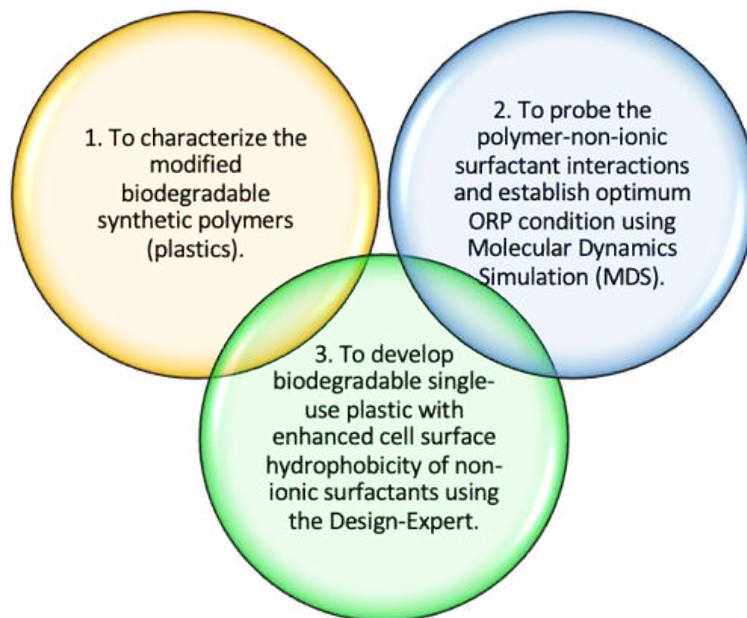 1. To characterize the
modified
biodegradable
synthetic polymers
(plastics).
2. To probe the
polymer-non-ionic
surfactant interactions
and establish optimum
ORP condition using
Molecular Dynamics
Simulation (MDS).
3. To develop
biodegradable single-
use plastic with
enhanced cell surface
hydrophobicity of non-
ionic surfactants using
the Design-Expert.